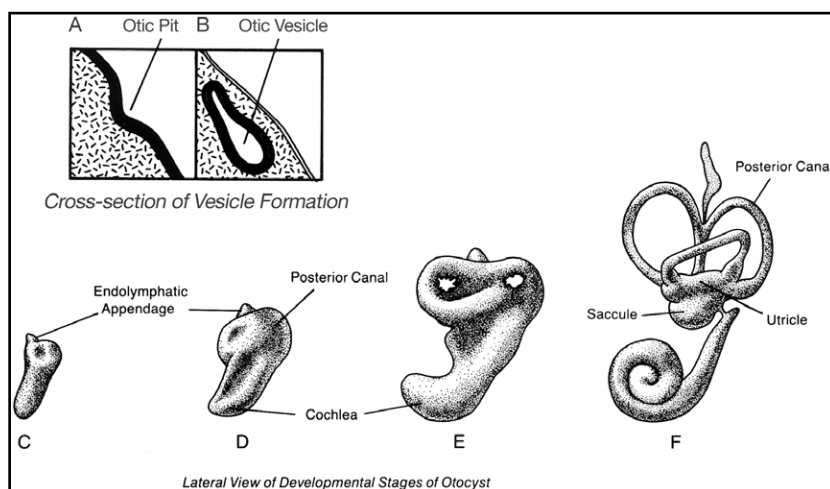 A
Otic Pit
B
Otic Vesicle
Cross-section of Vesicle Formation
Posterior Canal
Endolymphatic
Appendage
Posterior Canal
Saccule
Utricle
Cochlea
C
D
E
F
Lateral View of Developmental Stages of Otocyst